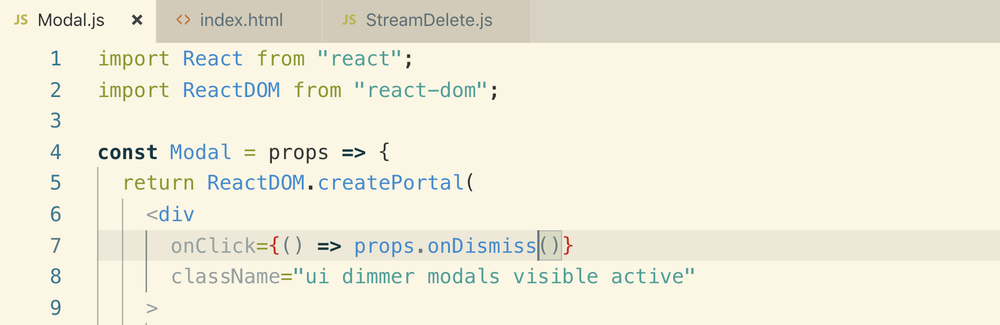 JS Modal.js × <> index.html JS StreamDelete.js
1 import React from "react";
2 import ReactDOM from "react-dom";
3
4 const Modal = props => {
5 return ReactDOM.createPortal(
6 <div
7 onClick={() => props.onDismiss()}
8 className="ui dimmer modals visible active"
9 >